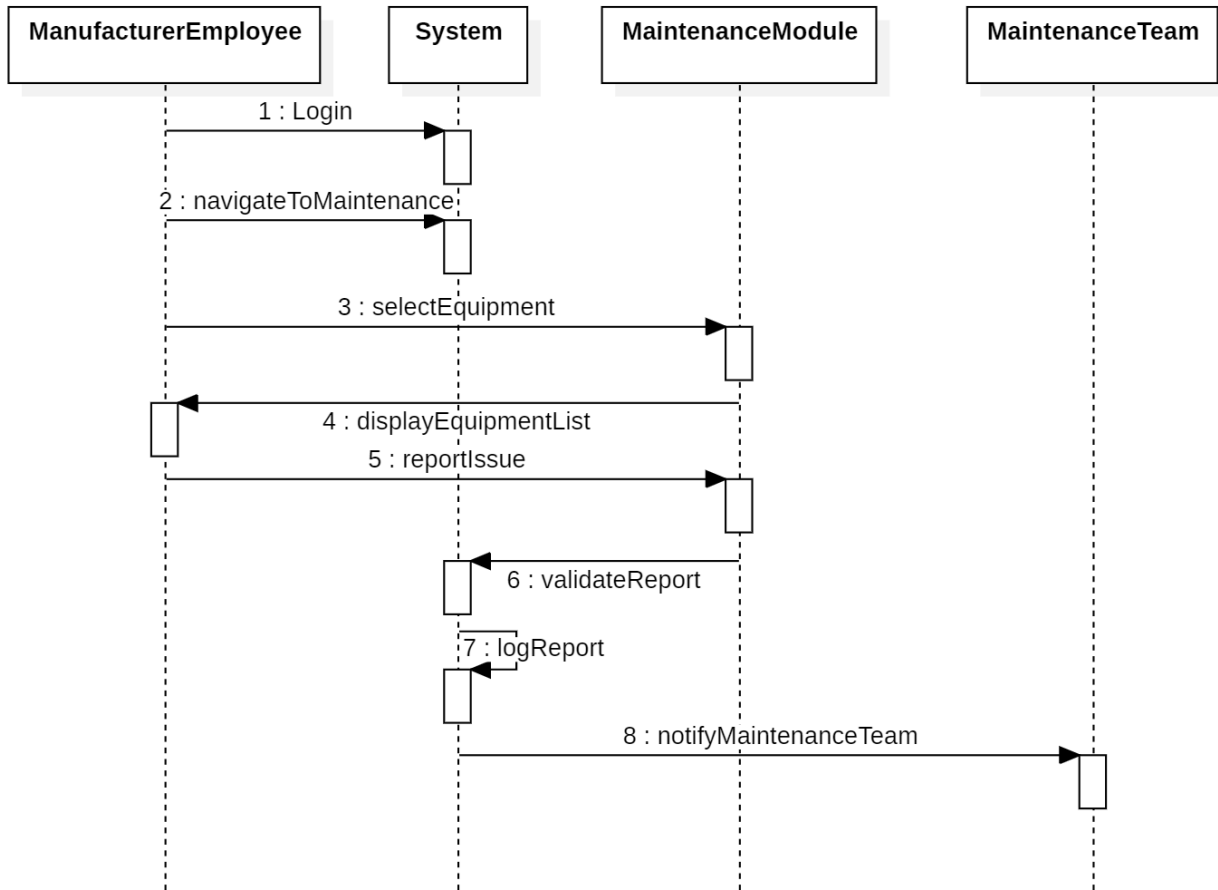 ManufacturerEmployee
System
MaintenanceModule
MaintenanceTeam
1 : Login
2 : navigateToMaintenance
3 : selectEquipment
4 : displayEquipmentList
5 : reportIssue
6 : validateReport
7 : logReport
8 : notifyMaintenanceTeam